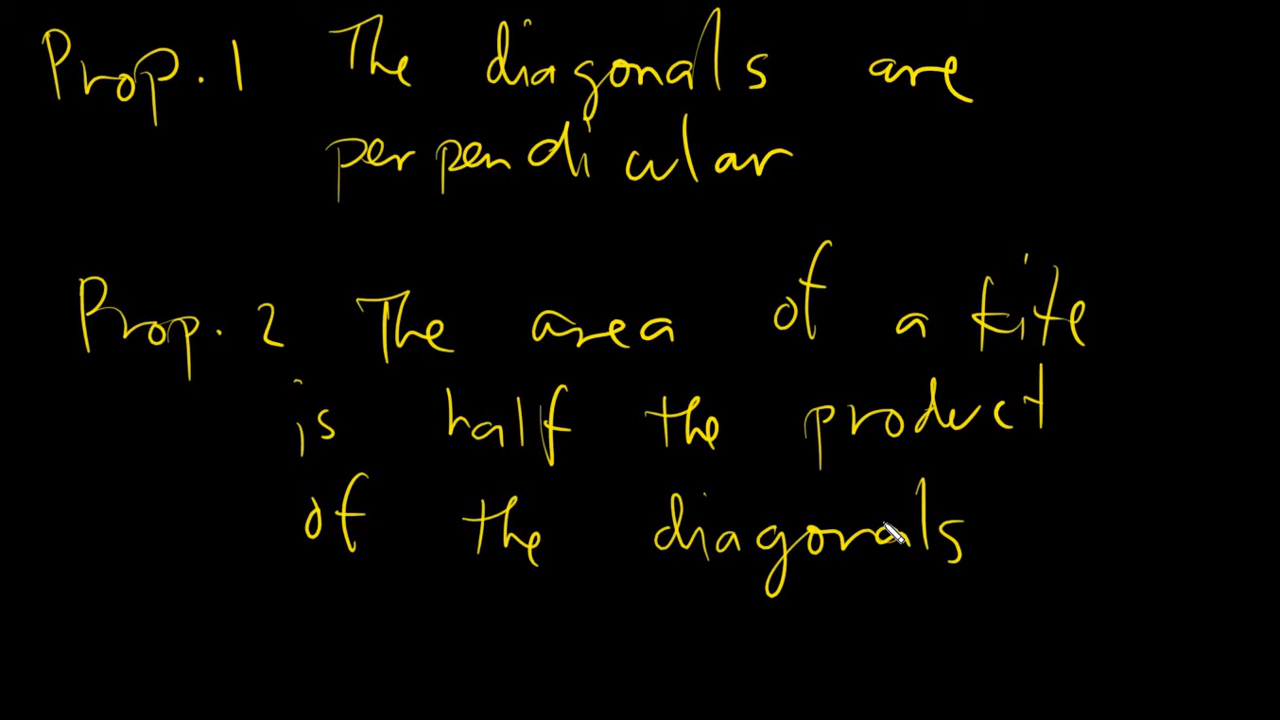 Prop. 1 The diagonals are
perpendicular
Prop. 2 The area of a kite
is half the product
of the diagonals